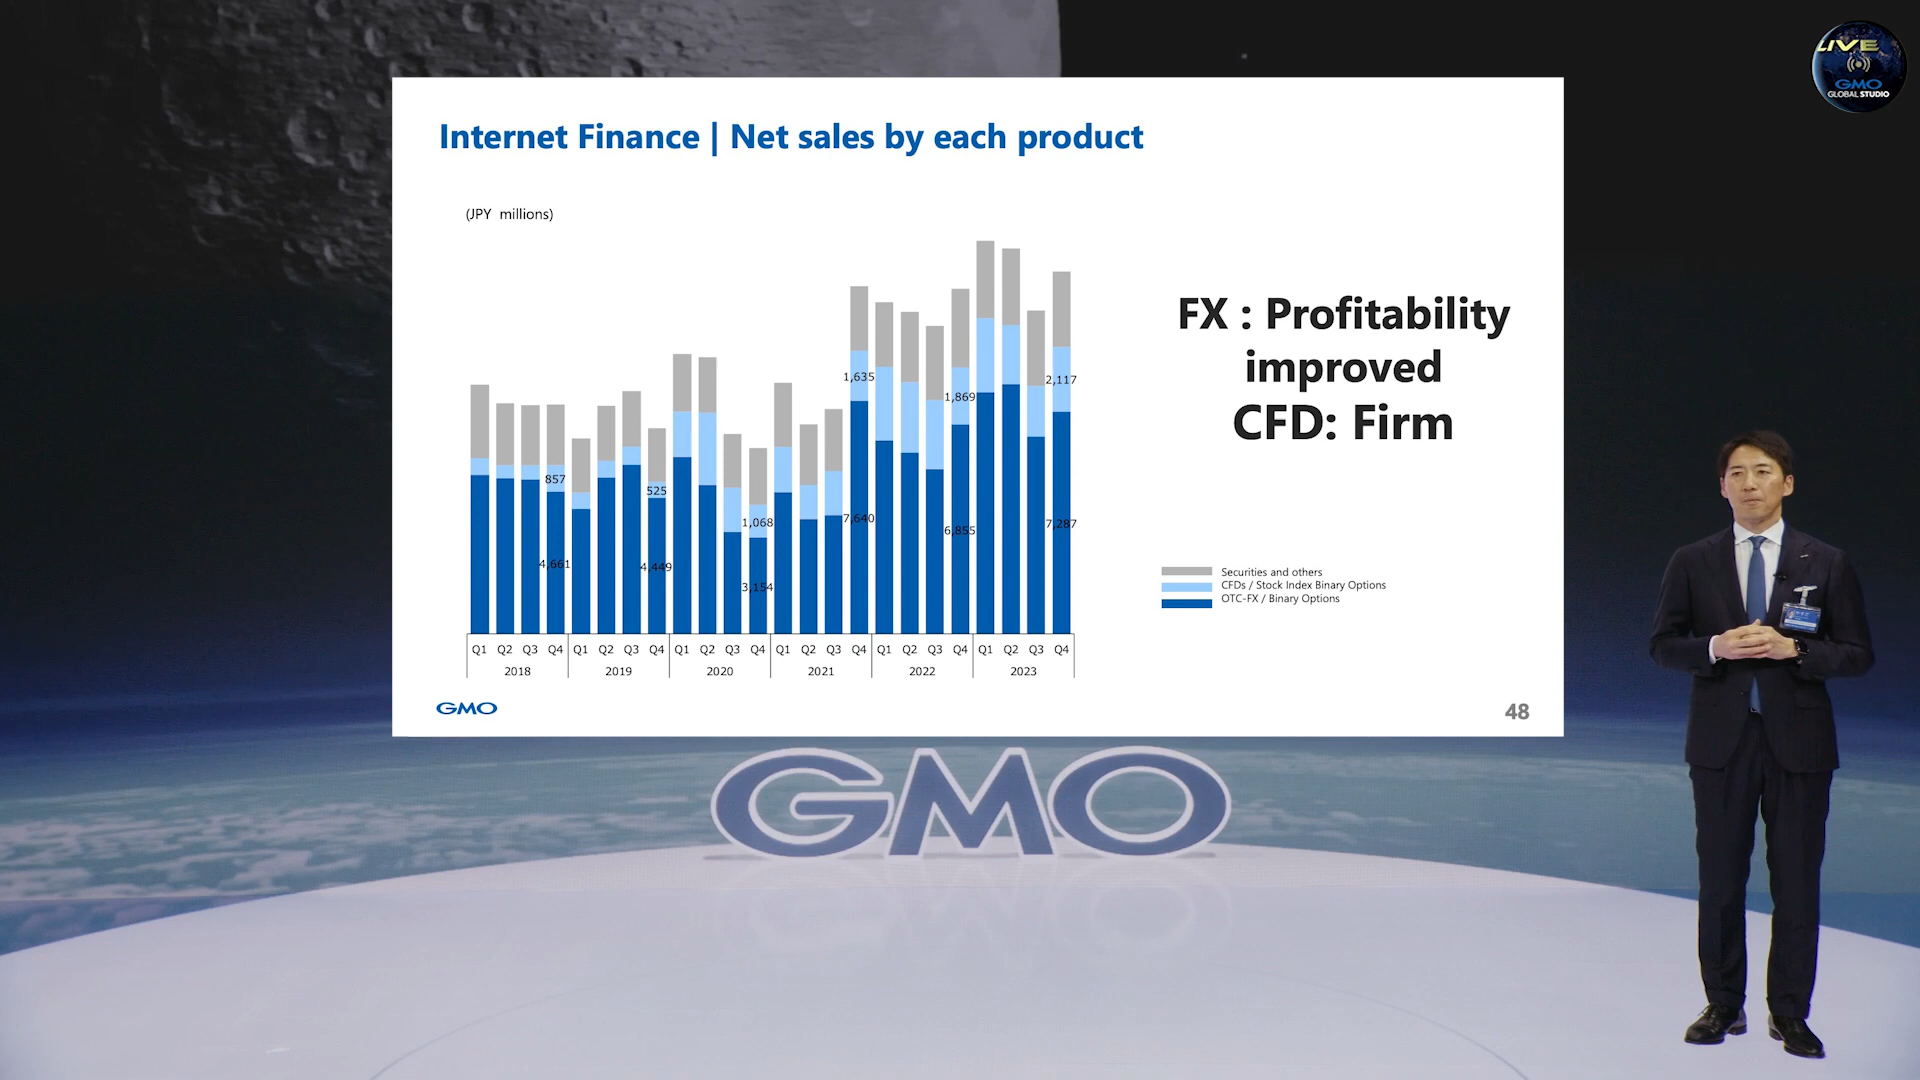 LIVE
GMO
GLOBAL STUDIO
Internet Finance | Net sales by each product
(JPY millions)
FX : Profitability
improved
CFD: Firm
1,635
2,117
1,869
857
525
1,068
7,640
7,287
6,855
4,661
4,449
3,154
Securities and others
CFDs / Stock Index Binary Options
OTC-FX / Binary Options
Q1 Q2 Q3 Q4 Q1 Q2 Q3 Q4 Q1 Q2 Q3 Q4 Q1 Q2 Q3 Q4 Q1 Q2 Q3 Q4 Q1 Q2 Q3 Q4
2018 2019 2020 2021 2022 2023
GMO
48
GMO